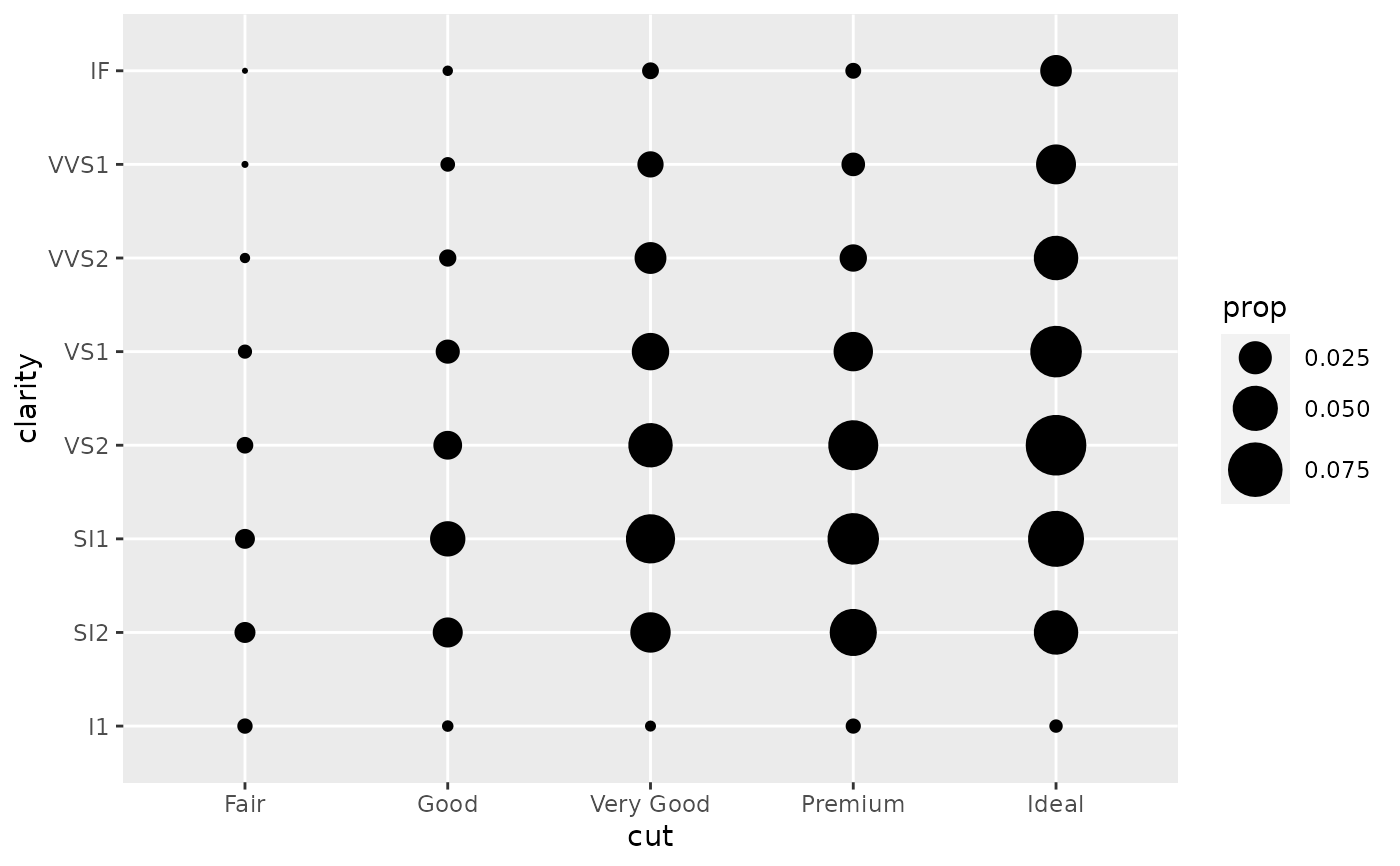 IF
VVS1
VVS2
VS1
VS2
SI1
SI2
I1
clarity
Fair Good Very Good Premium Ideal
cut
prop
0.025
0.050
0.075